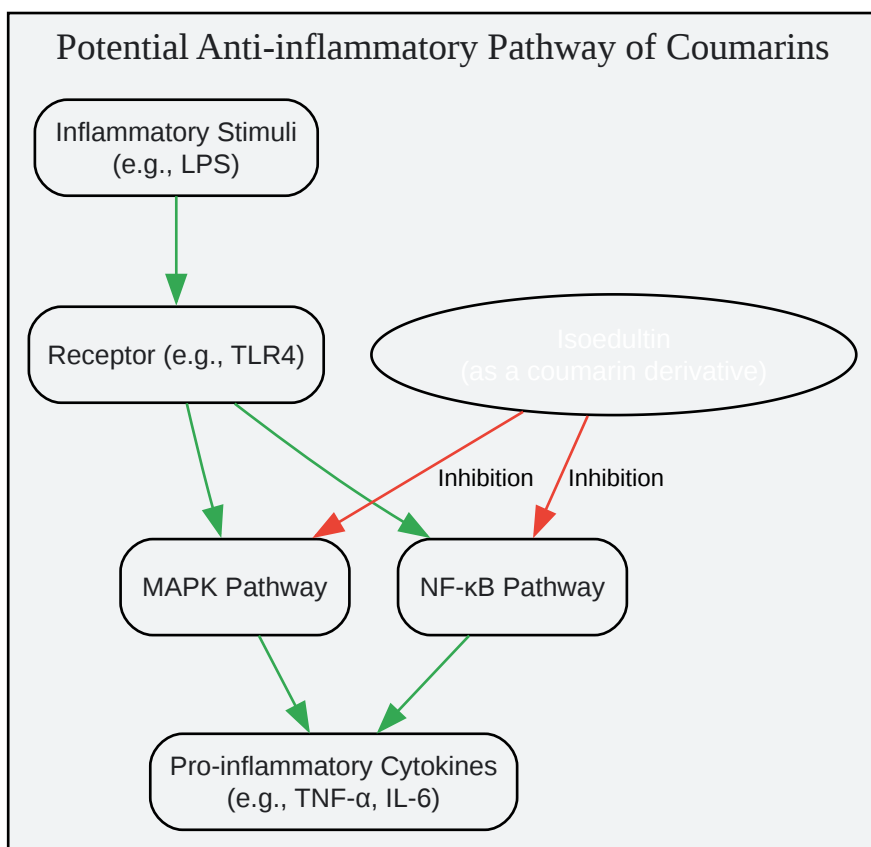 Potential Anti-inflammatory Pathway of Coumarins
Inflammatory Stimuli
(e.g., LPS)
Receptor (e.g., TLR4)
Isoedultin
(as a coumarin derivative)
Inhibition
Inhibition
MAPK Pathway
NF-κB Pathway
Pro-inflammatory Cytokines
(e.g., TNF-α, IL-6)